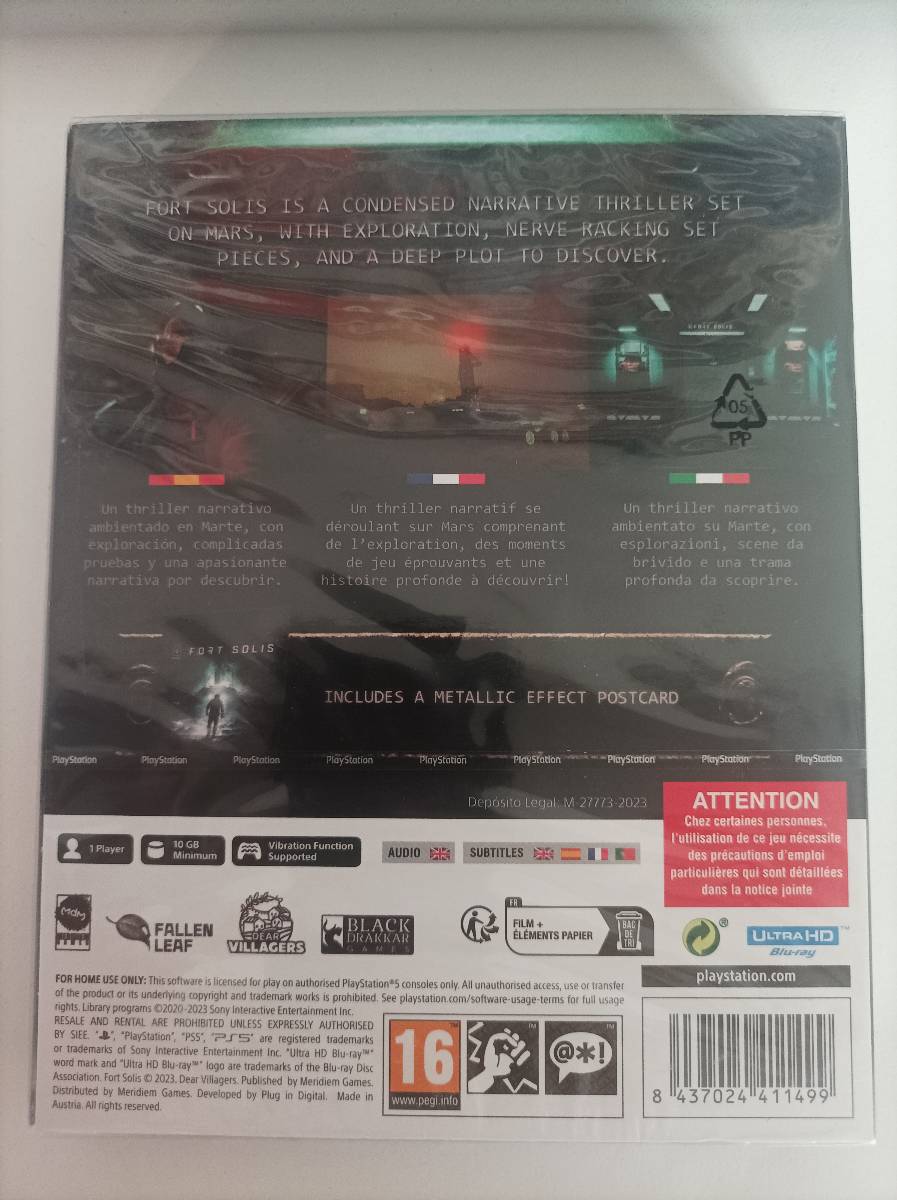 FORT SOLIS IS A CONDENSED NARRATIVE THRILLER SET
ON MARS, WITH EXPLORATION, NERVE RACKING SET
PIECES, AND A DEEP PLOT TO DISCOVER.
FORT SOLIS
05
PP
Un thriller narrativo
ambientado en Marte, con
exploración, complicadas
pruebas y una apasionante
narrativa por descubrir.
Un thriller narratif se
déroulant sur Mars comprenant
de l'exploration, des moments
de jeu éprouvants et une
histoire profonde à découvrir!
Un thriller narrativo
ambientato su Marte, con
esplorazioni, scene da
brivido e una trama
profonda da scoprire.
FORT SOLIS
INCLUDES A METALLIC EFFECT POSTCARD
PlayStation PlayStation PlayStation PlayStation PlayStation PlayStation PlayStation PlayStation PlayStation
Depósito Legal: M-27773-2023
ATTENTION
Chez certaines personnes,
l'utilisation de ce jeu nécessite
des précautions d'emploi
particulières qui sont détaillées
dans la notice jointe
1 Player
10 GB
Minimum
Vibration Function
Supported
AUDIO
SUBTITLES
MDM
FALLEN
LEAF
DEAR
VILLAGERS
BLACK
DRAKKAR
GAMES
FR
FILM +
ÉLÉMENTS PAPIER
BAC
DE
TRI
®
ULTRA HD™
Blu-ray
playstation.com
FOR HOME USE ONLY: This software is licensed for play on authorised PlayStation®5 consoles only. All unauthorised access, use or transfer
of the product or its underlying copyright and trademark works is prohibited. See playstation.com/software-usage-terms for full usage
rights. Library programs ©2020-2023 Sony Interactive Entertainment Inc.
RESALE AND RENTAL ARE PROHIBITED UNLESS EXPRESSLY AUTHORISED
BY SIEE. "PS", "PlayStation", "PS5", "PS5" are registered trademarks
or trademarks of Sony Interactive Entertainment Inc. "Ultra HD Blu-ray™"
word mark and "Ultra HD Blu-ray™" logo are trademarks of the Blu-ray Disc
Association. Fort Solis © 2023. Dear Villagers. Published by Meridiem Games.
Distributed by Meridiem Games. Developed by Plug in Digital. Made in
Austria. All rights reserved.
16
www.pegi.info
™
@*!
™
8 437024 411499